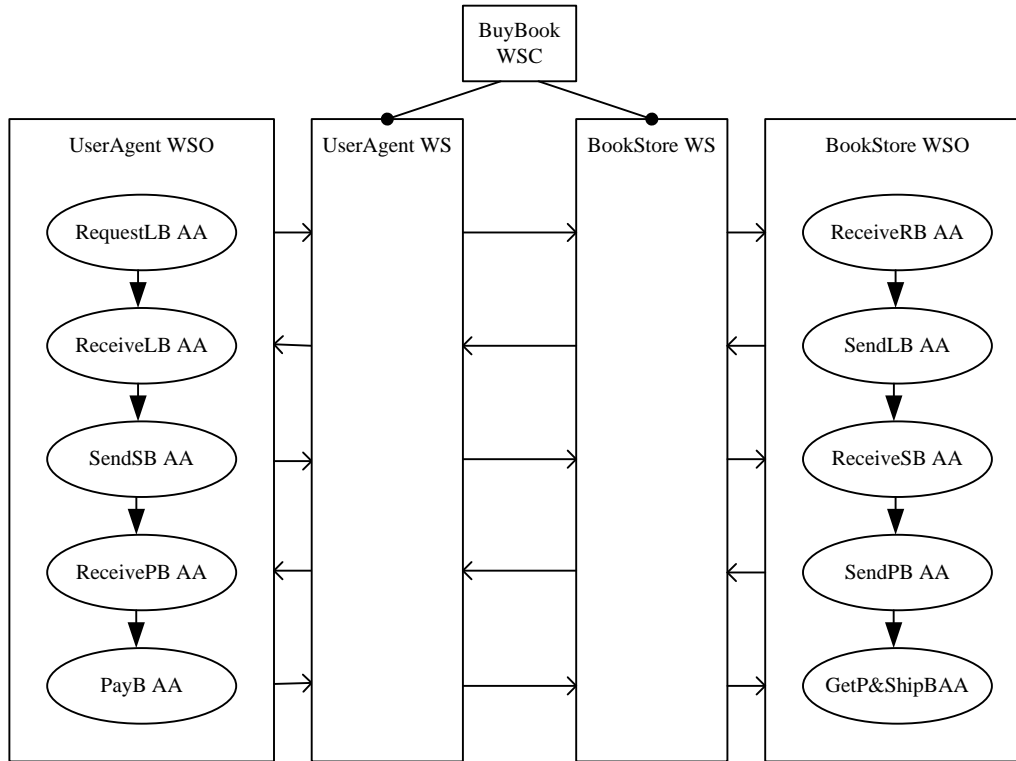 BuyBook
WSC
UserAgent WSO
UserAgent WS
BookStore WS
BookStore WSO
RequestLB AA
ReceiveRB AA
ReceiveLB AA
SendLB AA
SendSB AA
ReceiveSB AA
ReceivePB AA
SendPB AA
PayB AA
GetP&ShipBAA